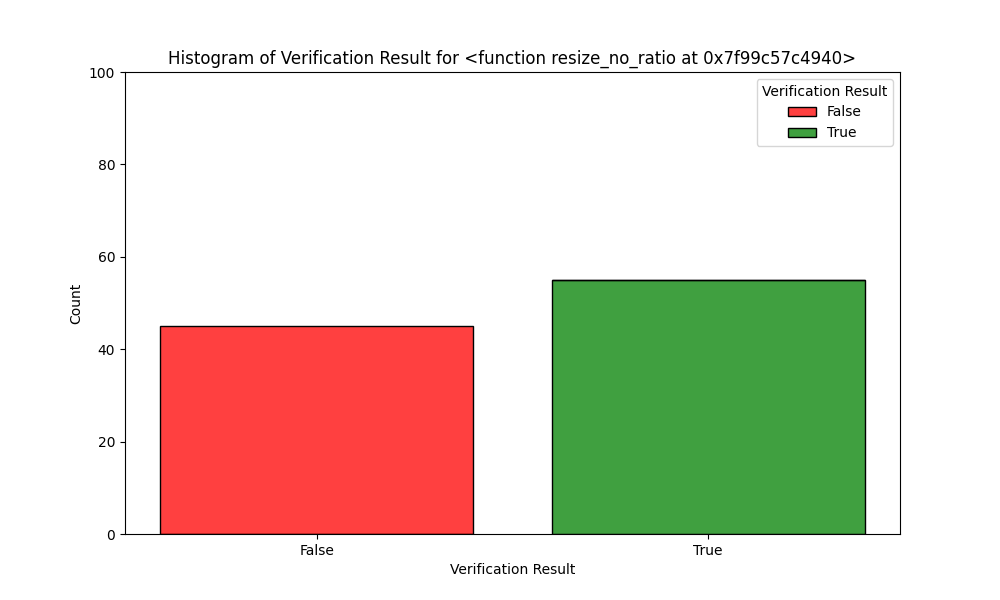 Histogram of Verification Result for <function resize_no_ratio at 0x7f99c57c4940>
Verification Result
False
True
100
80
60
40
20
0
Count
False
True
Verification Result